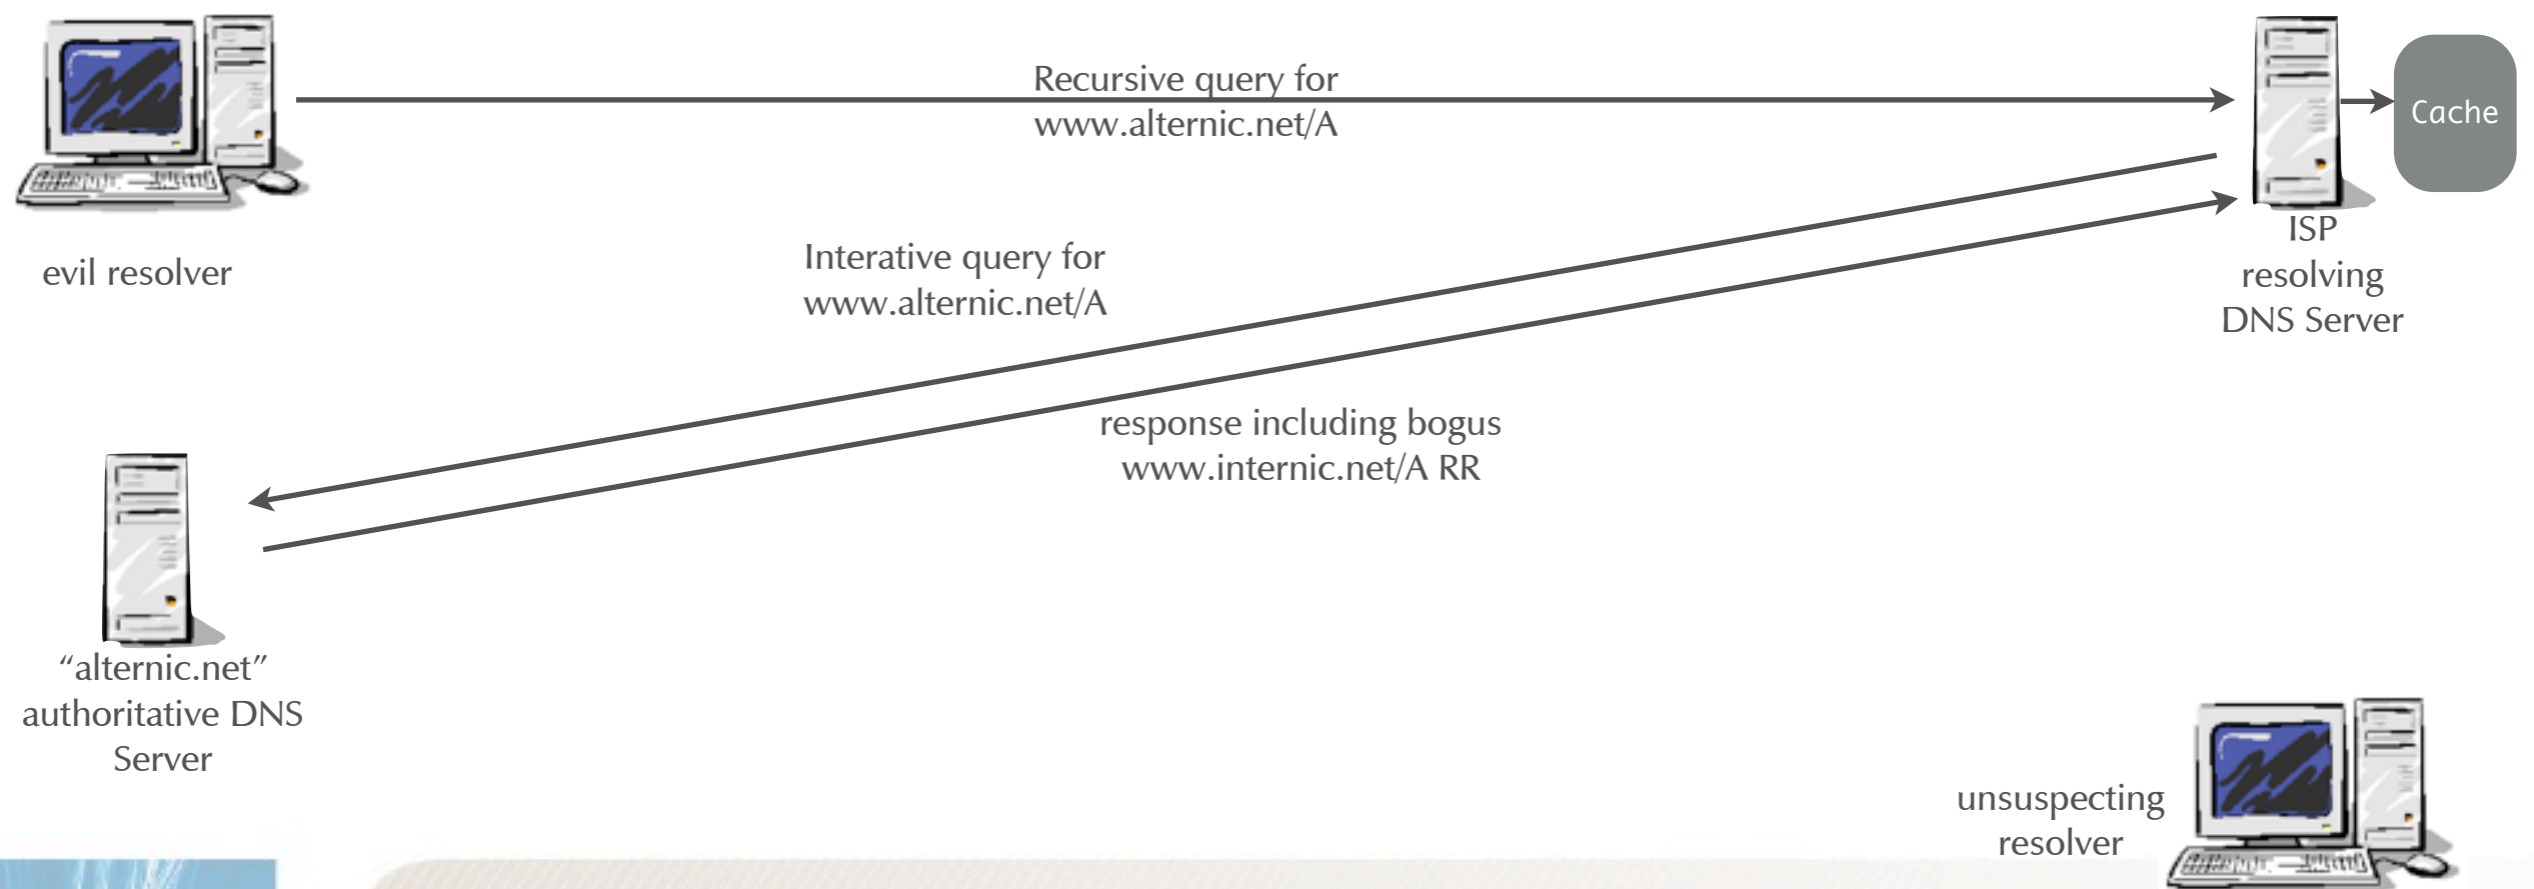 Recursive query for
www.alternic.net/A
Cache
evil resolver
Interative query for
www.alternic.net/A
ISP
resolving
DNS Server
response including bogus
www.internic.net/A RR
“alternic.net”
authoritative DNS
Server
unsuspecting
resolver